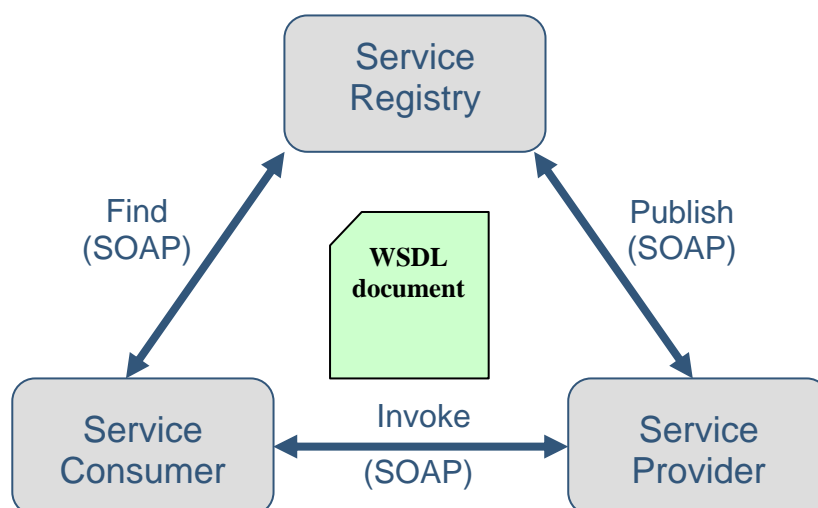 Service
Registry
Find
(SOAP)
Publish
(SOAP)
WSDL
document
Invoke
(SOAP)
Service
Consumer
Service
Provider